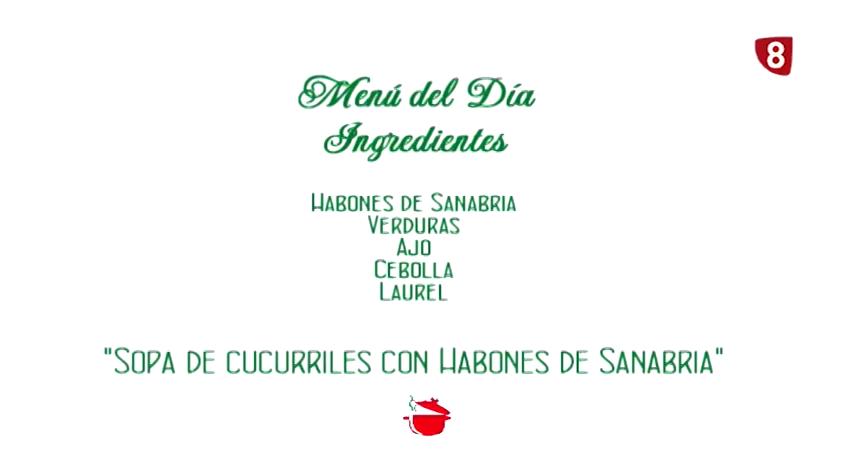 8
Menú del Día
Ingredientes
Habones de Sanabria
Verduras
Ajo
Cebolla
Laurel
"Sopa de cucurriles con Habones de Sanabria"